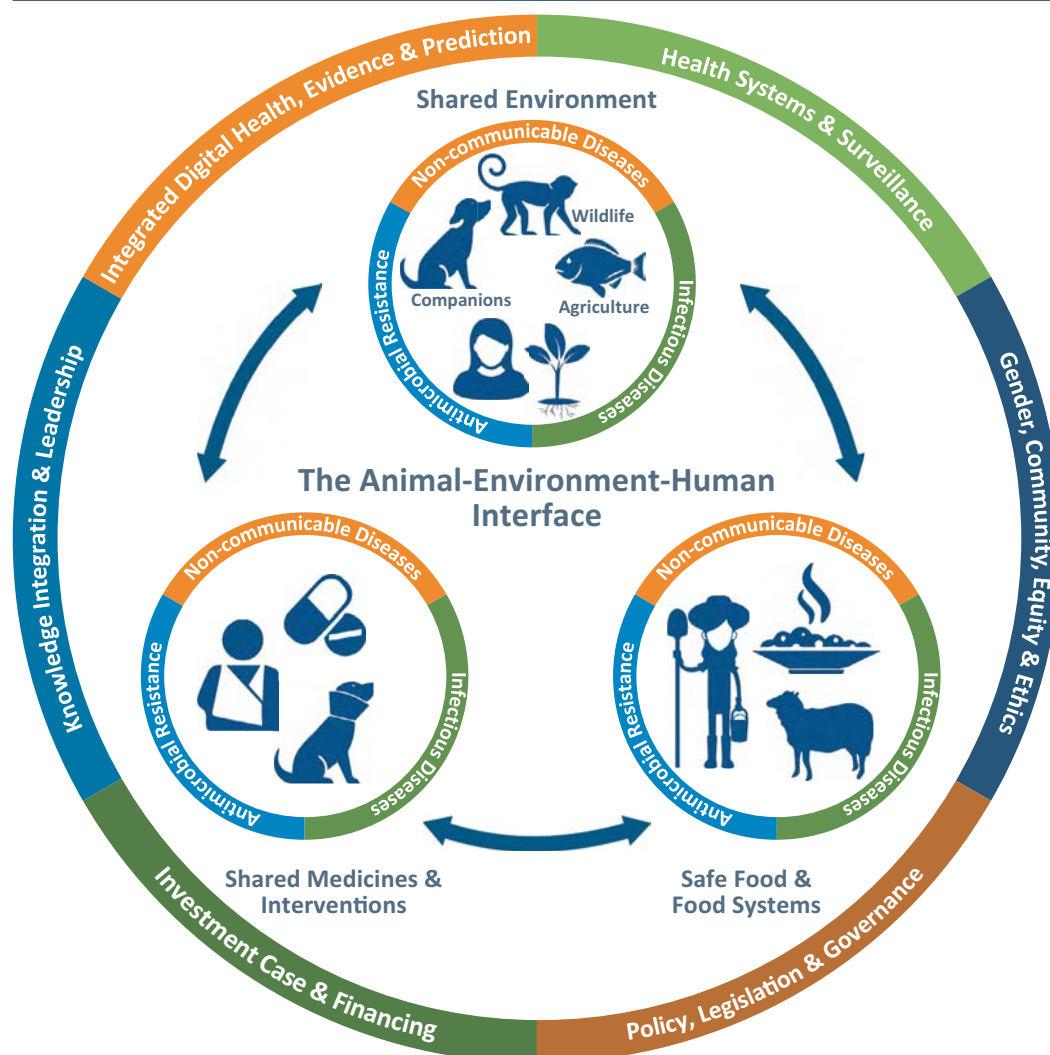 Integrated Digital Health, Evidence & Prediction
Health Systems & Surveillance
Shared Environment
Non-communicable Diseases
Wildlife
Companions
Agriculture
Antimicrobial Resistance
Infectious Diseases
Knowledge Integration & Leadership
Gender, Community, Equity & Ethics
The Animal-Environment-Human
Interface
Non-communicable Diseases
Antimicrobial Resistance
Infectious Diseases
Shared Medicines &
Interventions
Non-communicable Diseases
Antimicrobial Resistance
Infectious Diseases
Safe Food &
Food Systems
Investment Case & Financing
Policy, Legislation & Governance